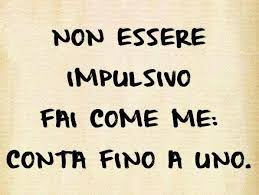 NON ESSERE
IMPULSIVO
FAI COME ME:
CONTA FINO A UNO.